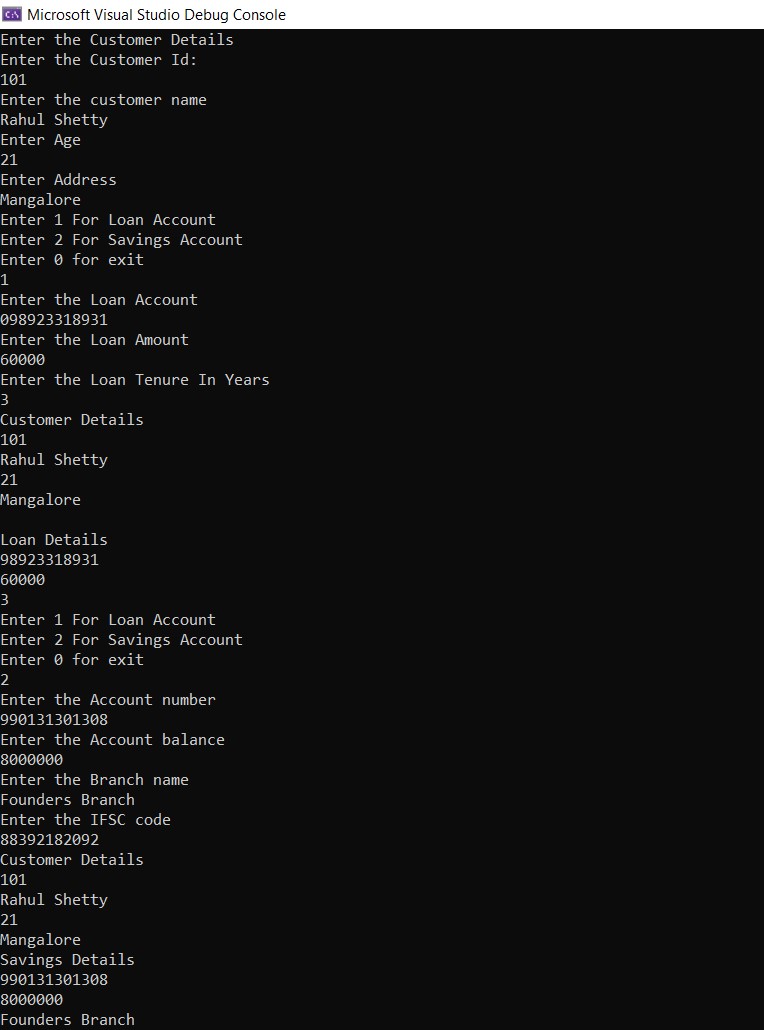 Microsoft Visual Studio Debug Console
Enter the Customer Details
Enter the Customer Id:
101
Enter the customer name
Rahul Shetty
Enter Age
21
Enter Address
Mangalore
Enter 1 For Loan Account
Enter 2 For Savings Account
Enter 0 for exit
1
Enter the Loan Account
098923318931
Enter the Loan Amount
60000
Enter the Loan Tenure In Years
3
Customer Details
101
Rahul Shetty
21
Mangalore

Loan Details
98923318931
60000
3
Enter 1 For Loan Account
Enter 2 For Savings Account
Enter 0 for exit
2
Enter the Account number
990131301308
Enter the Account balance
8000000
Enter the Branch name
Founders Branch
Enter the IFSC code
88392182092
Customer Details
101
Rahul Shetty
21
Mangalore
Savings Details
990131301308
8000000
Founders Branch